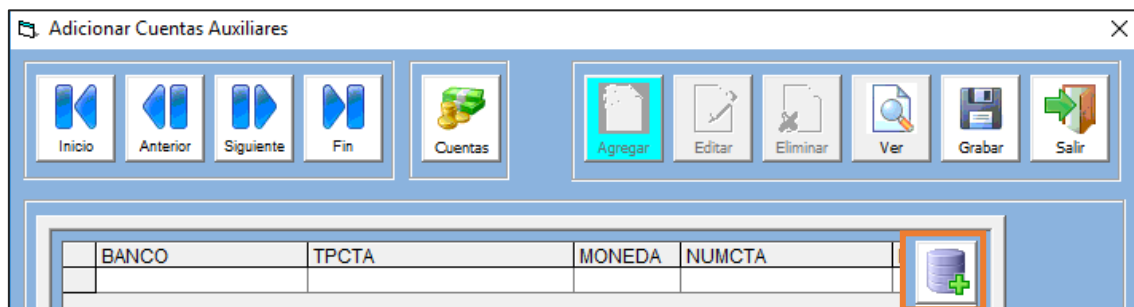 Adicionar Cuentas Auxiliares
Inicio Anterior Siguiente Fin Cuentas Agregar Editar Eliminar Ver Grabar Salir
BANCO TPCTA MONEDA NUMCTA